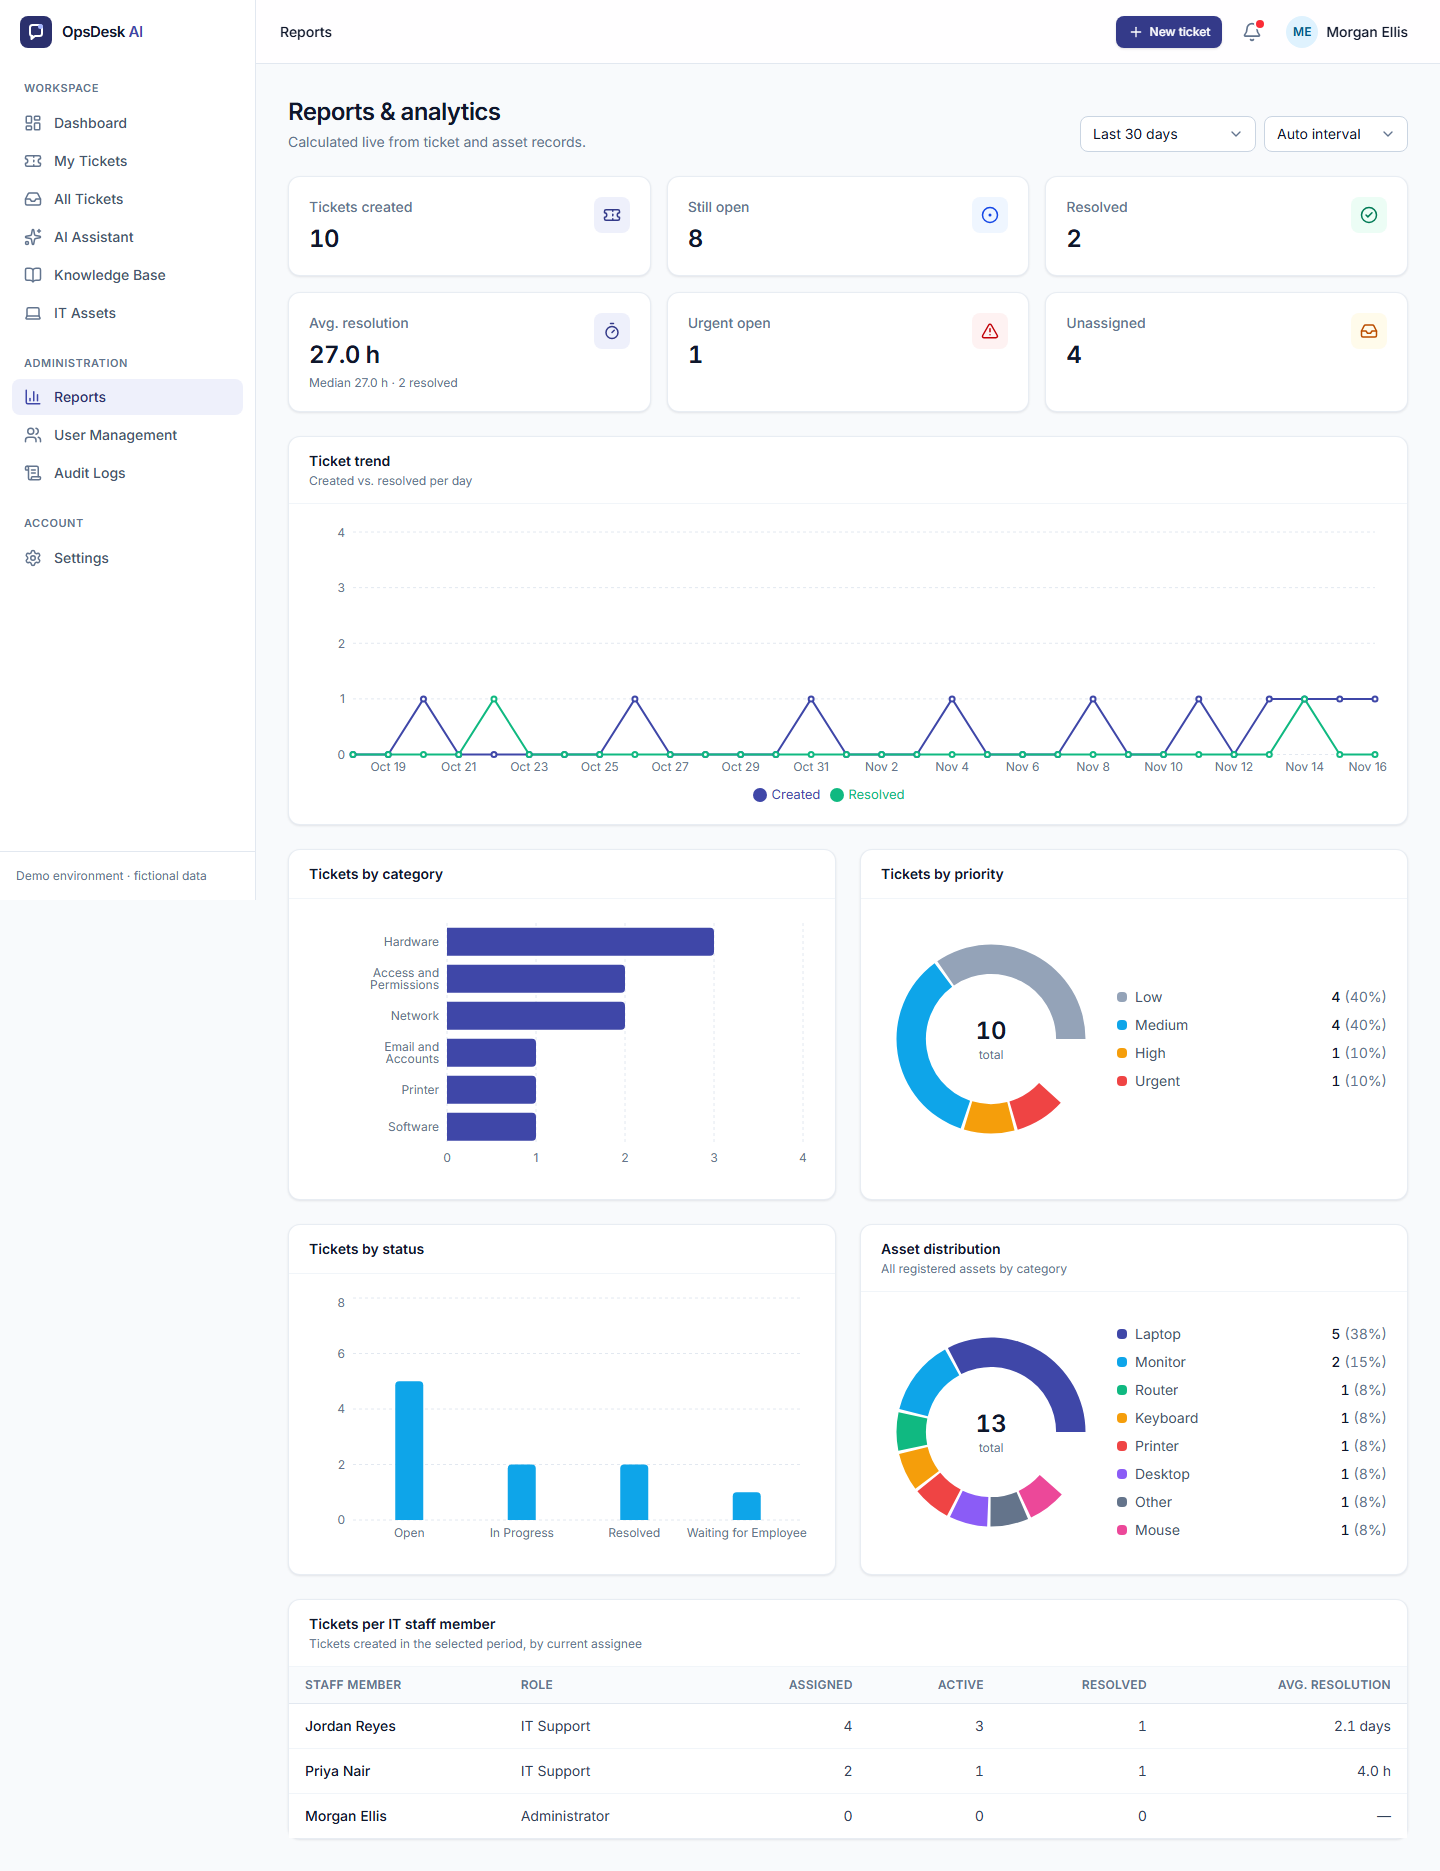 OpsDesk AI
WORKSPACE
Dashboard
My Tickets
All Tickets
AI Assistant
Knowledge Base
IT Assets
ADMINISTRATION
Reports
User Management
Audit Logs
ACCOUNT
Settings
Demo environment · fictional data
Reports
New ticket
ME
Morgan Ellis
Reports & analytics
Calculated live from ticket and asset records.
Last 30 days
Auto interval
Tickets created
10
Still open
8
Resolved
2
Avg. resolution
27.0 h
Median 27.0 h · 2 resolved
Urgent open
1
Unassigned
4
Ticket trend
Created vs. resolved per day
4
3
2
1
0
Oct 19 Oct 21 Oct 23 Oct 25 Oct 27 Oct 29 Oct 31 Nov 2 Nov 4 Nov 6 Nov 8 Nov 10 Nov 12 Nov 14 Nov 16
Created Resolved
Tickets by category
Hardware
Access and
Permissions
Network
Email and
Accounts
Printer
Software
0 1 2 3 4
Tickets by priority
10
total
Low 4 (40%)
Medium 4 (40%)
High 1 (10%)
Urgent 1 (10%)
Tickets by status
8
6
4
2
0
Open In Progress Resolved Waiting for Employee
Asset distribution
All registered assets by category
13
total
Laptop 5 (38%)
Monitor 2 (15%)
Router 1 (8%)
Keyboard 1 (8%)
Printer 1 (8%)
Desktop 1 (8%)
Other 1 (8%)
Mouse 1 (8%)
Tickets per IT staff member
Tickets created in the selected period, by current assignee
STAFF MEMBER ROLE ASSIGNED ACTIVE RESOLVED AVG. RESOLUTION
Jordan Reyes IT Support 4 3 1 2.1 days
Priya Nair IT Support 2 1 1 4.0 h
Morgan Ellis Administrator 0 0 0 —